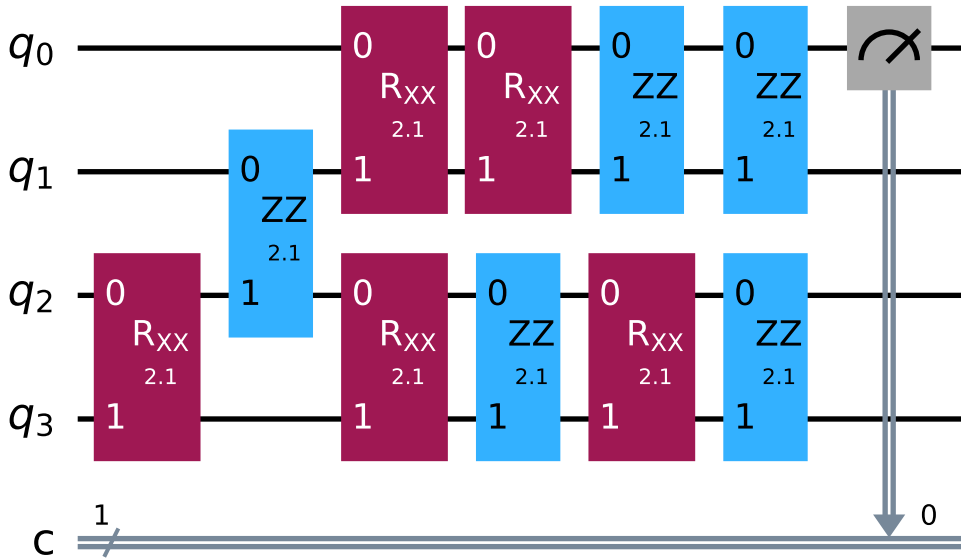 q0
0 0 0 0
RXX RXX ZZ ZZ
2.1 2.1 2.1 2.1
q1
0 1 1 1 1
ZZ
2.1
q2
0 1 0 0 0 0
RXX RXX ZZ RXX ZZ
2.1 2.1 2.1 2.1 2.1
q3
1 1 1 1 1
1 0
c